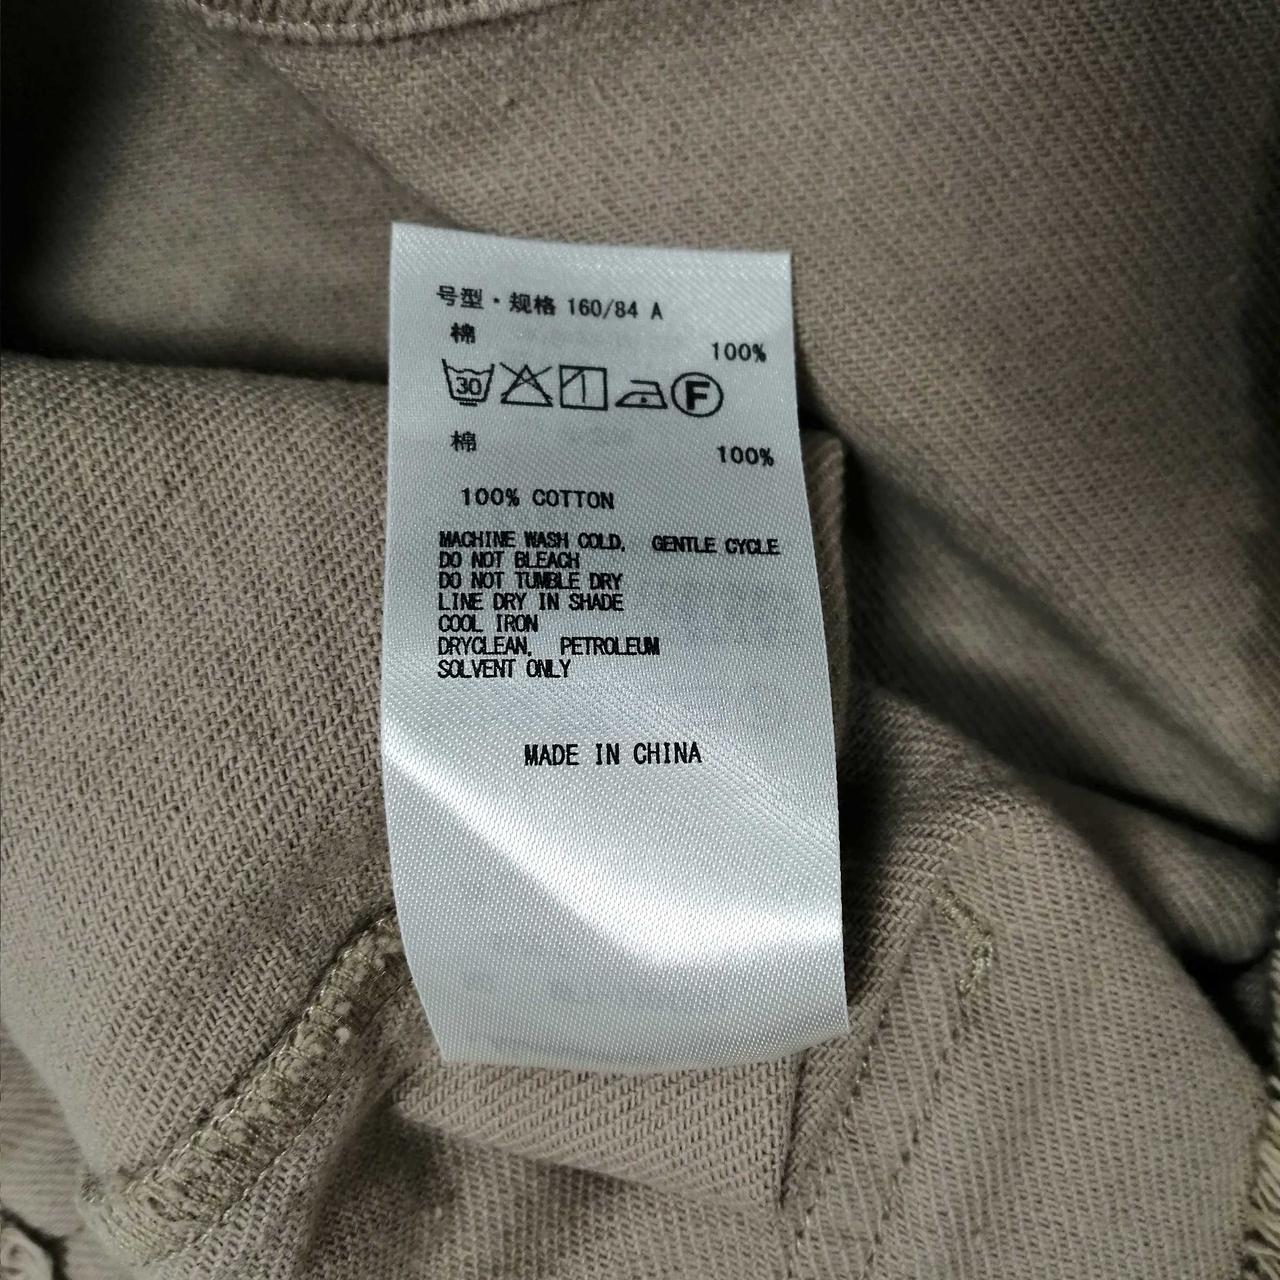 号型·规格 160/84 A
棉 100%
30 F
棉 100%
100% COTTON
MACHINE WASH COLD, GENTLE CYCLE
DO NOT BLEACH
DO NOT TUMBLE DRY
LINE DRY IN SHADE
COOL IRON
DRYCLEAN, PETROLEUM
SOLVENT ONLY
MADE IN CHINA